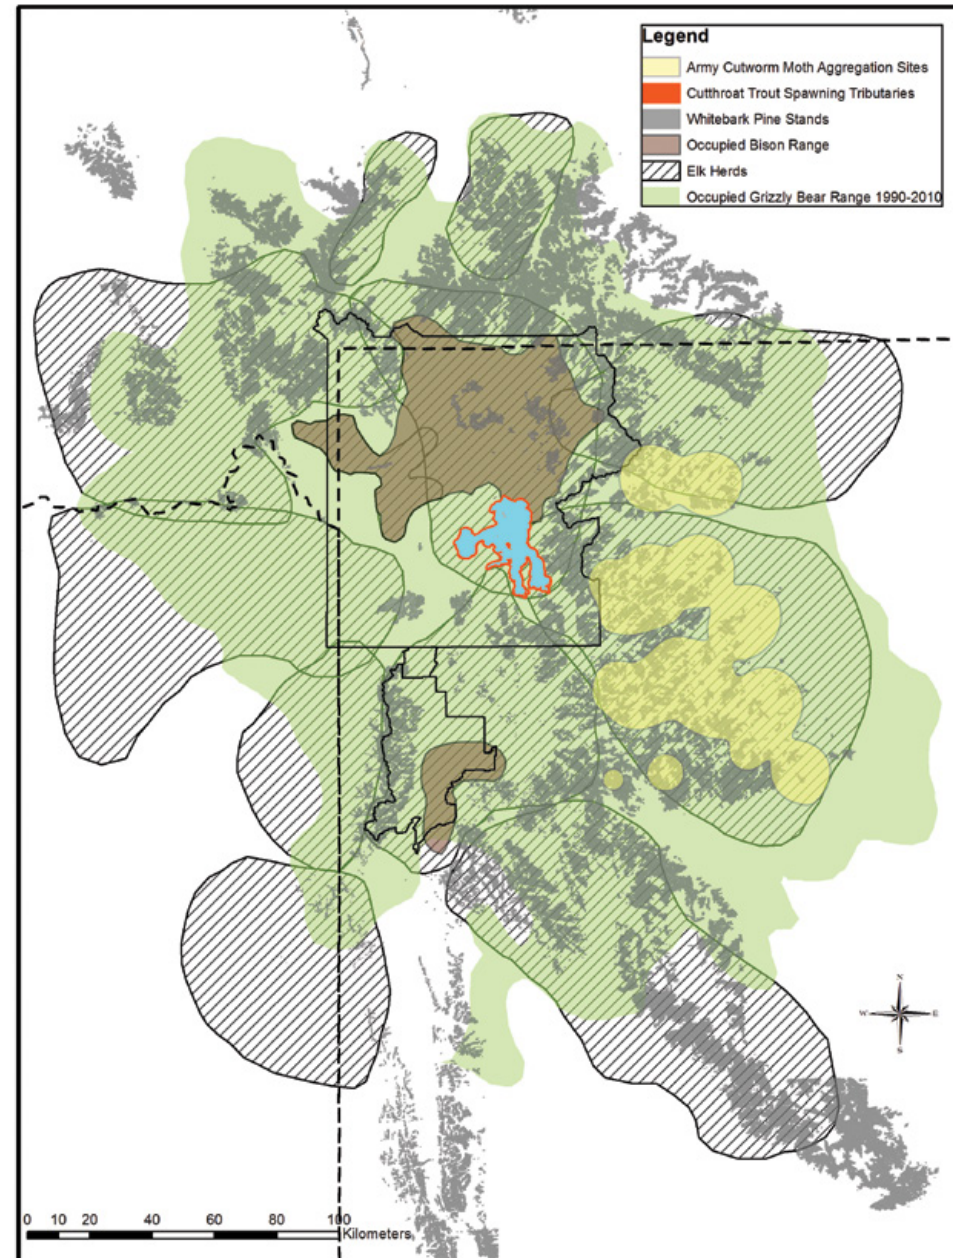 Legend
Army Cutworm Moth Aggregation Sites
Cutthroat Trout Spawning Tributaries
Whitebark Pine Stands
Occupied Bison Range
Elk Herds
Occupied Grizzly Bear Range 1990-2010
N
W E
S
0 10 20 40 60 80 100
Kilometers